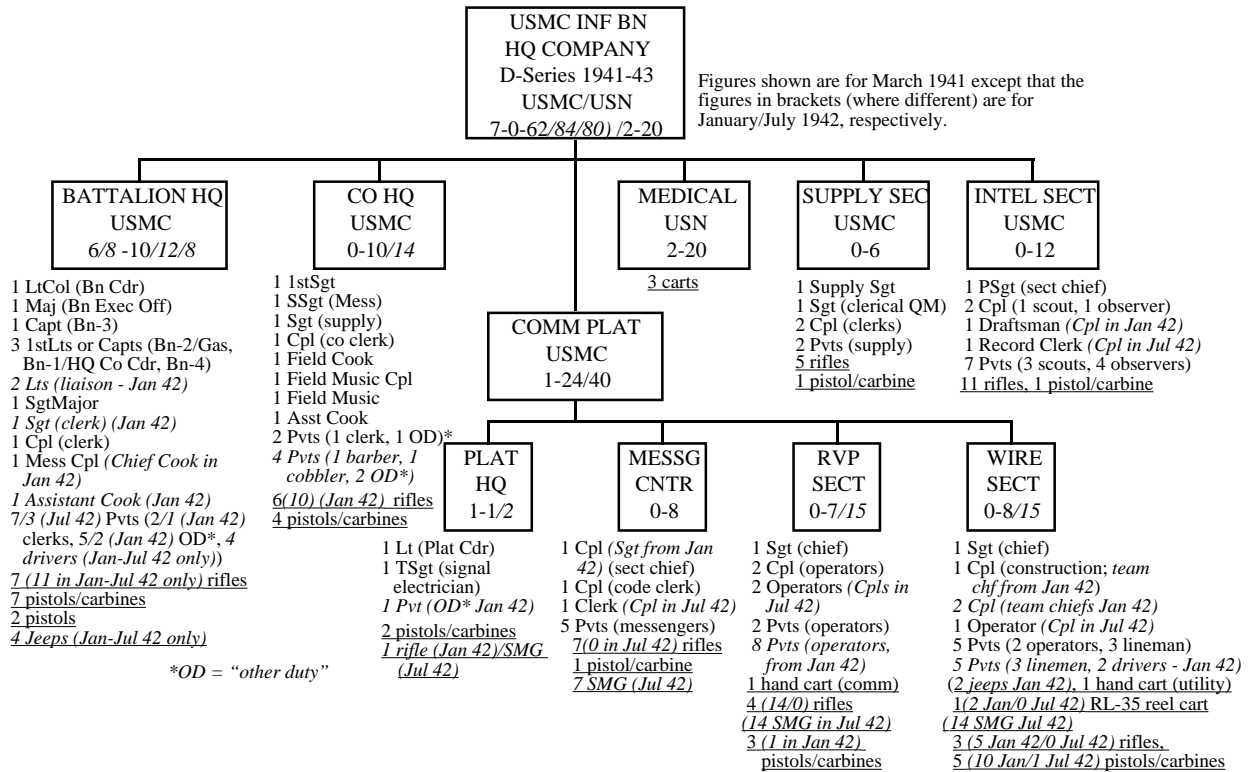 USMC INF BN
HQ COMPANY
D-Series 1941-43
USMC/USN
7-0-62/84/80) /2-20
Figures shown are for March 1941 except that the
figures in brackets (where different) are for
January/July 1942, respectively.
BATTALION HQ
USMC
6/8 -10/12/8
1 LtCol (Bn Cdr)
1 Maj (Bn Exec Off)
1 Capt (Bn-3)
3 1stLts or Capts (Bn-2/Gas,
Bn-1/HQ Co Cdr, Bn-4)
2 Lts (liaison - Jan 42)
1 SgtMajor
1 Sgt (clerk) (Jan 42)
1 Cpl (clerk)
1 Mess Cpl (Chief Cook in
Jan 42)
1 Assistant Cook (Jan 42)
7/3 (Jul 42) Pvts (2/1 (Jan 42)
clerks, 5/2 (Jan 42) OD*, 4
drivers (Jan-Jul 42 only))
7 (11 in Jan-Jul 42 only) rifles
7 pistols/carbines
2 pistols
4 Jeeps (Jan-Jul 42 only)
*OD = “other duty”
CO HQ
USMC
0-10/14
1 1stSgt
1 SSgt (Mess)
1 Sgt (supply)
1 Cpl (co clerk)
1 Field Cook
1 Field Music Cpl
1 Field Music
1 Asst Cook
2 Pvts (1 clerk, 1 OD)*
4 Pvts (1 barber, 1
cobbler, 2 OD*)
6(10) (Jan 42) rifles
4 pistols/carbines
MEDICAL
USN
2-20
3 carts
SUPPLY SEC
USMC
0-6
1 Supply Sgt
1 Sgt (clerical QM)
2 Cpl (clerks)
2 Pvts (supply)
5 rifles
1 pistol/carbine
INTEL SECT
USMC
0-12
1 PSgt (sect chief)
2 Cpl (1 scout, 1 observer)
1 Draftsman (Cpl in Jan 42)
1 Record Clerk (Cpl in Jul 42)
7 Pvts (3 scouts, 4 observers)
11 rifles, 1 pistol/carbine
COMM PLAT
USMC
1-24/40
PLAT
HQ
1-1/2
1 Lt (Plat Cdr)
1 TSgt (signal
electrician)
1 Pvt (OD* Jan 42)
2 pistols/carbines
1 rifle (Jan 42)/SMG
(Jul 42)
MESSG
CNTR
0-8
1 Cpl (Sgt from Jan
42) (sect chief)
1 Cpl (code clerk)
1 Clerk (Cpl in Jul 42)
5 Pvts (messengers)
7(0 in Jul 42) rifles
1 pistol/carbine
7 SMG (Jul 42)
RVP
SECT
0-7/15
1 Sgt (chief)
2 Cpl (operators)
2 Operators (Cpls in
Jul 42)
2 Pvts (operators)
8 Pvts (operators,
from Jan 42)
1 hand cart (comm)
4 (14/0) rifles
(14 SMG in Jul 42)
3 (1 in Jan 42)
pistols/carbines
WIRE
SECT
0-8/15
1 Sgt (chief)
1 Cpl (construction; team
chf from Jan 42)
2 Cpl (team chiefs Jan 42)
1 Operator (Cpl in Jul 42)
5 Pvts (2 operators, 3 lineman)
5 Pvts (3 linemen, 2 drivers - Jan 42)
(2 jeeps Jan 42), 1 hand cart (utility)
1(2 Jan/0 Jul 42) RL-35 reel cart
(14 SMG Jul 42)
3 (5 Jan 42/0 Jul 42) rifles,
5 (10 Jan/1 Jul 42) pistols/carbines